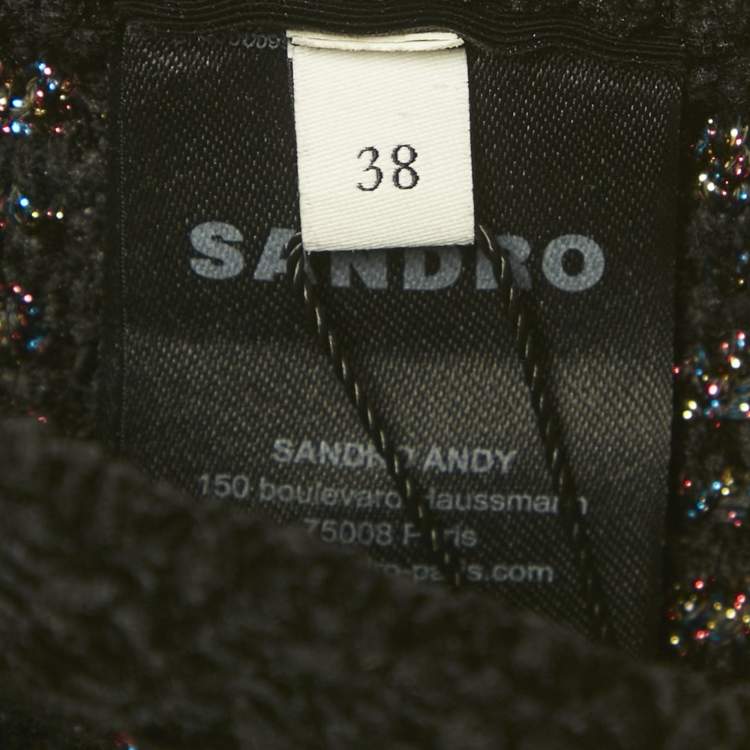 38
SANDRO
SANDRO ANDY
150 boulevard Haussmann
75008 Paris